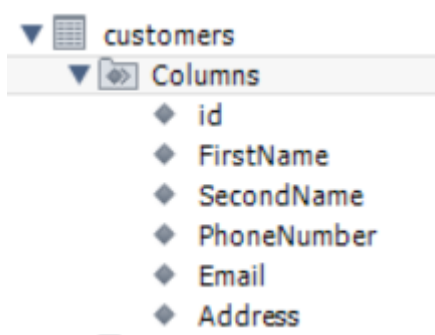 customers
Columns
id
FirstName
SecondName
PhoneNumber
Email
Address